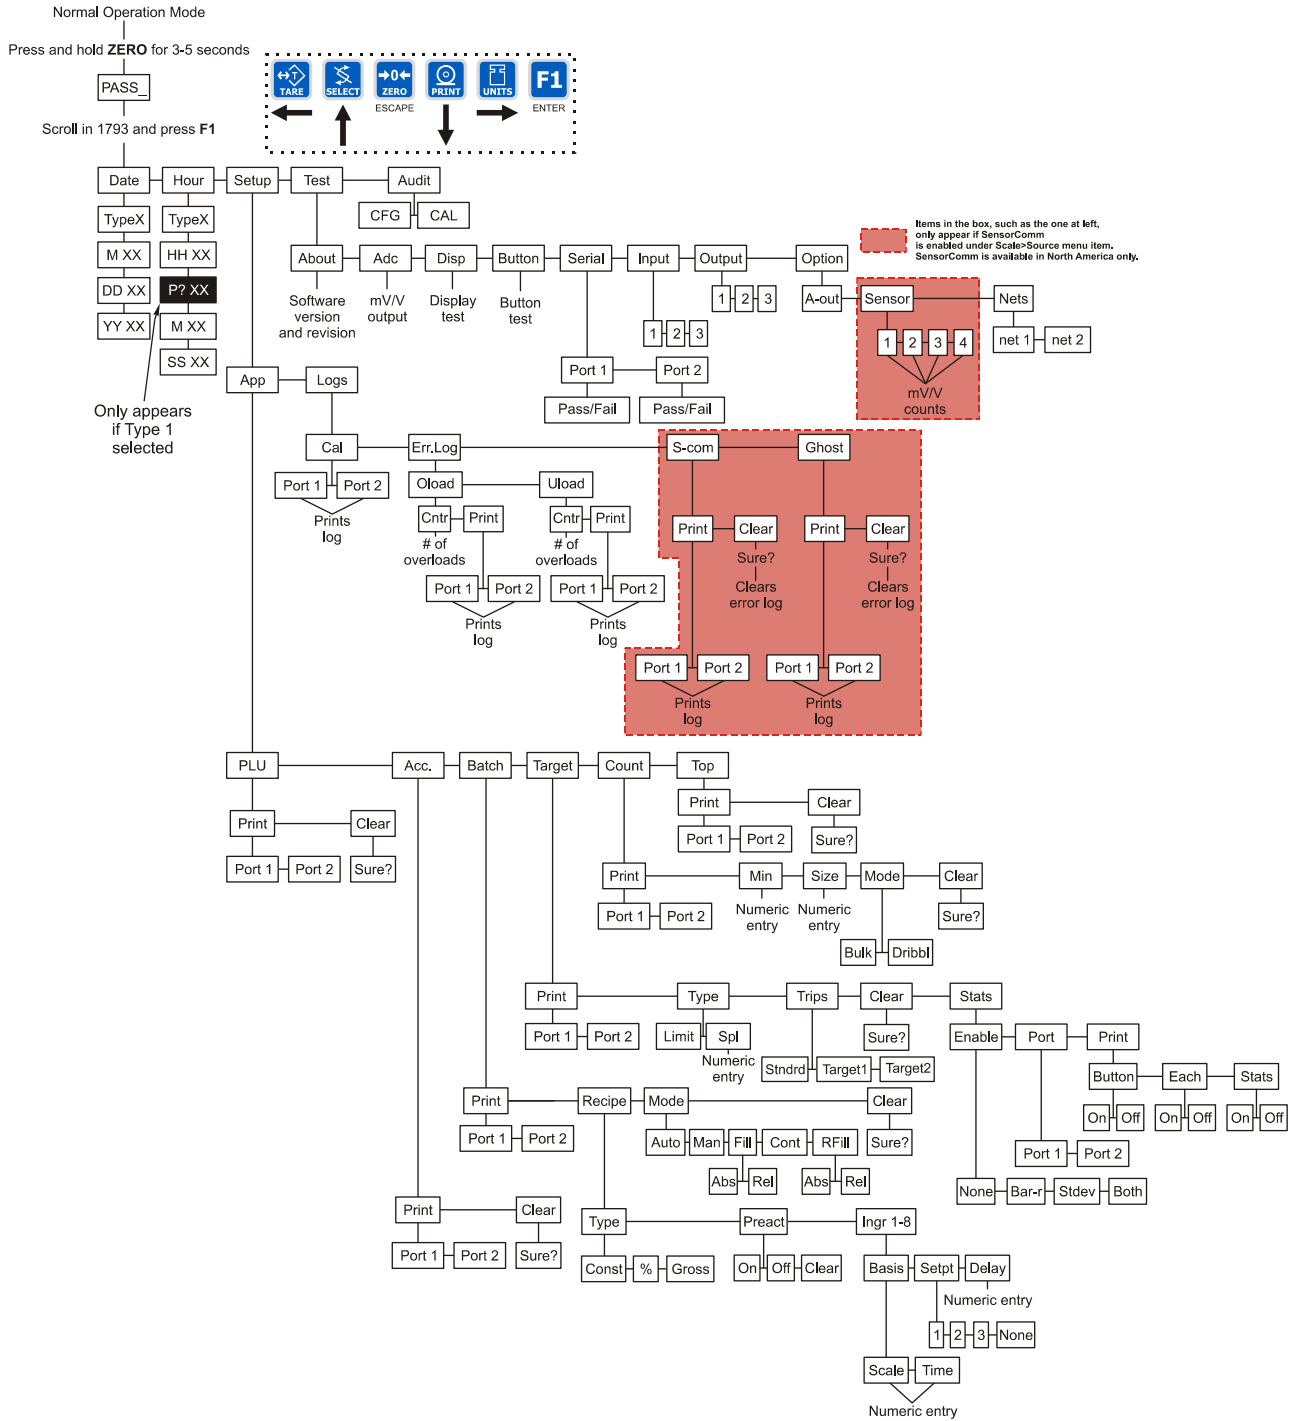 Normal Operation Mode
Press and hold ZERO for 3-5 seconds
PASS_
Scroll in 1793 and press F1
TARE SELECT ZERO PRINT UNITS F1
ESCAPE ENTER
Date Hour Setup Test Audit
CFG CAL
TypeX TypeX
M XX HH XX
DD XX P? XX
YY XX M XX
SS XX
Only appears
if Type 1
selected
Items in the box, such as the one at left,
only appear if SensorComm
is enabled under Scale>Source menu item.
SensorComm is available in North America only.
About Adc Disp Button Serial Input Output Option
Software
version
and revision
mV/V
output
Display
test
Button
test
1 2 3
1 2 3
A-out Sensor Nets
1 2 3 4
net 1 net 2
mV/V
counts
Port 1 Port 2
Pass/Fail Pass/Fail
App Logs
Cal Err.Log S-com Ghost
Port 1 Port 2
Prints
log
Oload Uload
Cntr Print Cntr Print
# of
overloads
# of
overloads
Port 1 Port 2 Port 1 Port 2
Prints
log
Prints
log
Print Clear Print Clear
Sure? Sure?
Clears
error log
Clears
error log
Port 1 Port 2 Port 1 Port 2
Prints
log
Prints
log
PLU Acc. Batch Target Count Top
Print Clear
Port 1 Port 2 Sure?
Print Clear
Port 1 Port 2 Sure?
Print Min Size Mode Clear
Port 1 Port 2
Numeric
entry
Numeric
entry
Sure?
Bulk Dribbl
Print Type Trips Clear Stats
Port 1 Port 2 Limit Spl Sure?
Numeric
entry
Stndrd Target1 Target2
Enable Port Print
Button Each Stats
On Off On Off On Off
Port 1 Port 2
None Bar-r Stdev Both
Print Recipe Mode Clear
Port 1 Port 2
Auto Man Fill Cont RFill Sure?
Abs Rel Abs Rel
Print Clear
Port 1 Port 2 Sure?
Type Preact Ingr 1-8
Const % Gross On Off Clear Basis Setpt Delay
Numeric entry
1 2 3 None
Scale Time
Numeric entry